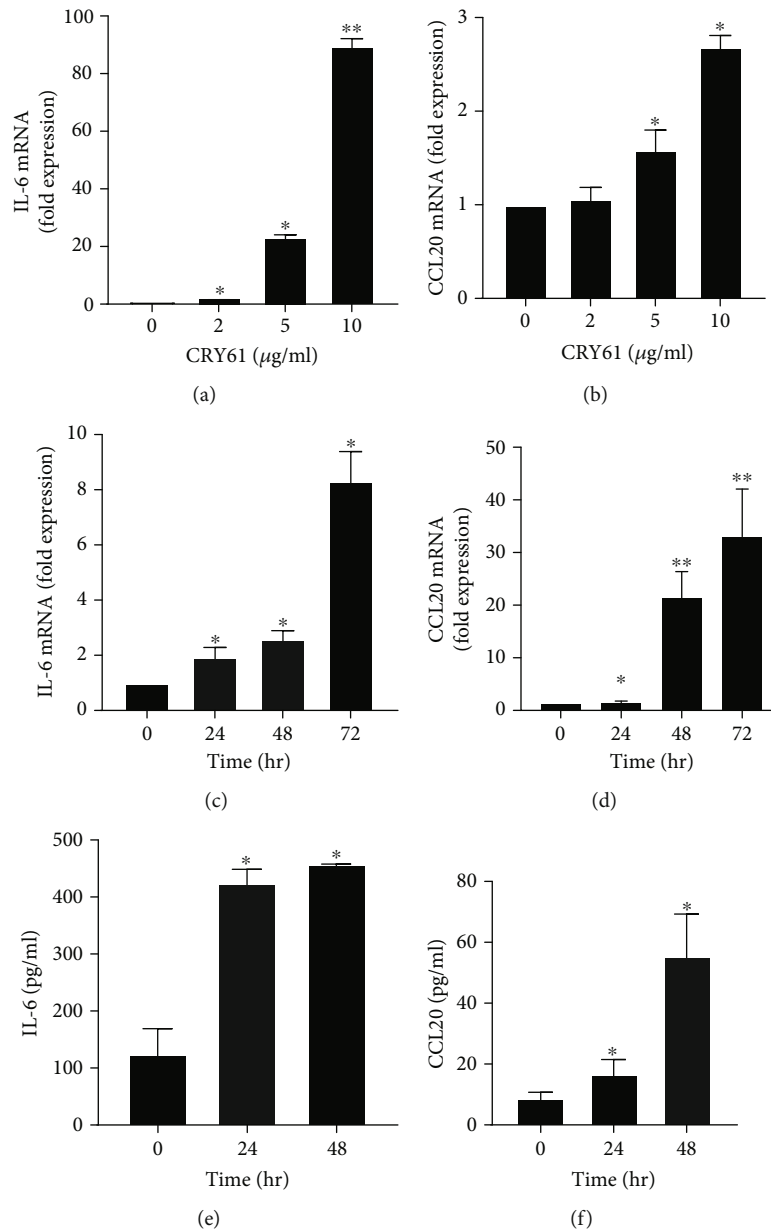 IL-6 mRNA
(fold expression)
100
80
60
40
20
0
*
*
**
0 2 5 10
CRY61 (μg/ml)
(a)
CCL20 mRNA (fold expression)
3
2
1
0
*
*
0 2 5 10
CRY61 (μg/ml)
(b)
IL-6 mRNA (fold expression)
10
8
6
4
2
0
*
*
*
0 24 48 72
Time (hr)
(c)
CCL20 mRNA
(fold expression)
50
40
30
20
10
0
*
**
**
0 24 48 72
Time (hr)
(d)
IL-6 (pg/ml)
500
400
300
200
100
0
*
*
0 24 48
Time (hr)
(e)
CCL20 (pg/ml)
80
60
40
20
0
*
*
0 24 48
Time (hr)
(f)